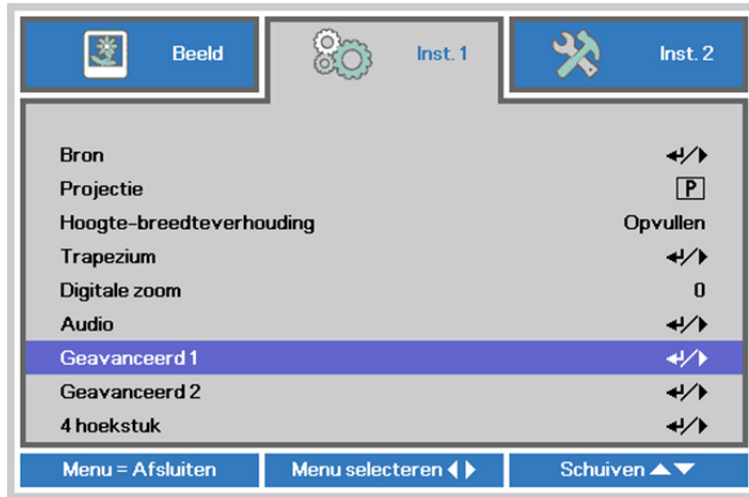 Beeld Inst. 1 Inst. 2
Bron
Projectie P
Hoogte-breedteverhouding Opvullen
Trapezium
Digitale zoom 0
Audio
Geavanceerd 1
Geavanceerd 2
4 hoekstuk
Menu = Afsluiten Menu selecteren Schuiven